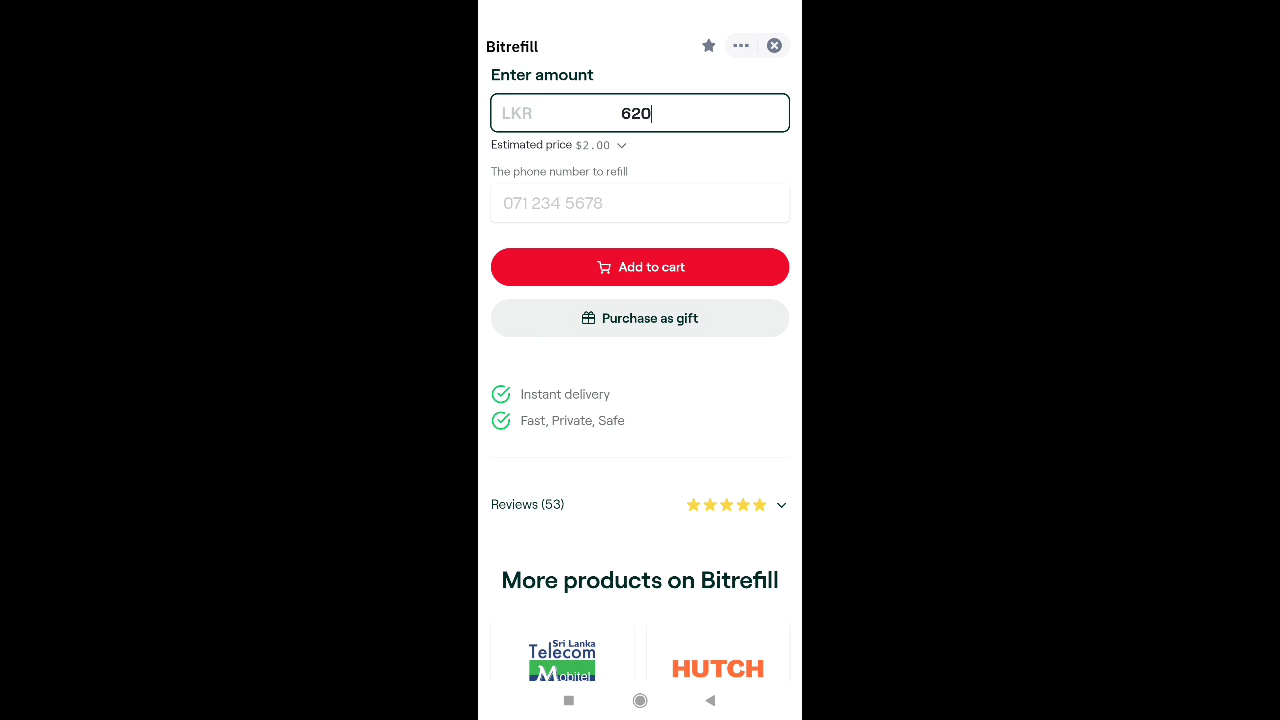 Bitrefill
Enter amount
LKR 620
Estimated price $2.00
The phone number to refill
071 234 5678
Add to cart
Purchase as gift
Instant delivery
Fast, Private, Safe
Reviews (53)
More products on Bitrefill
Sri Lanka
Telecom
Mobitel
HUTCH